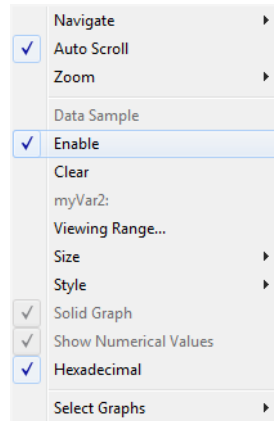 Navigate
Auto Scroll
Zoom
Data Sample
Enable
Clear
myVar2:
Viewing Range...
Size
Style
Solid Graph
Show Numerical Values
Hexadecimal
Select Graphs